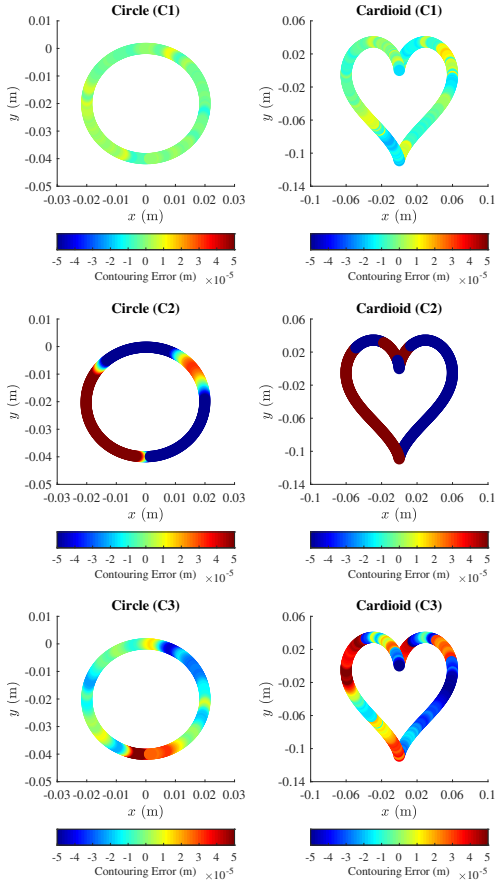 Circle (C1)
0.01
0
-0.01
-0.02
-0.03
-0.04
-0.05
y (m)
-0.03 -0.02 -0.01 0 0.01 0.02 0.03
x (m)
-5 -4 -3 -2 -1 0 1 2 3 4 5
Contouring Error (m) ×10-5
Cardioid (C1)
0.06
0.02
-0.02
-0.06
-0.1
-0.14
y (m)
-0.1 -0.06 -0.02 0.02 0.06 0.1
x (m)
-5 -4 -3 -2 -1 0 1 2 3 4 5
Contouring Error (m) ×10-5
Circle (C2)
0.01
0
-0.01
-0.02
-0.03
-0.04
-0.05
y (m)
-0.03 -0.02 -0.01 0 0.01 0.02 0.03
x (m)
-5 -4 -3 -2 -1 0 1 2 3 4 5
Contouring Error (m) ×10-5
Cardioid (C2)
0.06
0.02
-0.02
-0.06
-0.1
-0.14
y (m)
-0.1 -0.06 -0.02 0.02 0.06 0.1
x (m)
-5 -4 -3 -2 -1 0 1 2 3 4 5
Contouring Error (m) ×10-5
Circle (C3)
0.01
0
-0.01
-0.02
-0.03
-0.04
-0.05
y (m)
-0.03 -0.02 -0.01 0 0.01 0.02 0.03
x (m)
-5 -4 -3 -2 -1 0 1 2 3 4 5
Contouring Error (m) ×10-5
Cardioid (C3)
0.06
0.02
-0.02
-0.06
-0.1
-0.14
y (m)
-0.1 -0.06 -0.02 0.02 0.06 0.1
x (m)
-5 -4 -3 -2 -1 0 1 2 3 4 5
Contouring Error (m) ×10-5